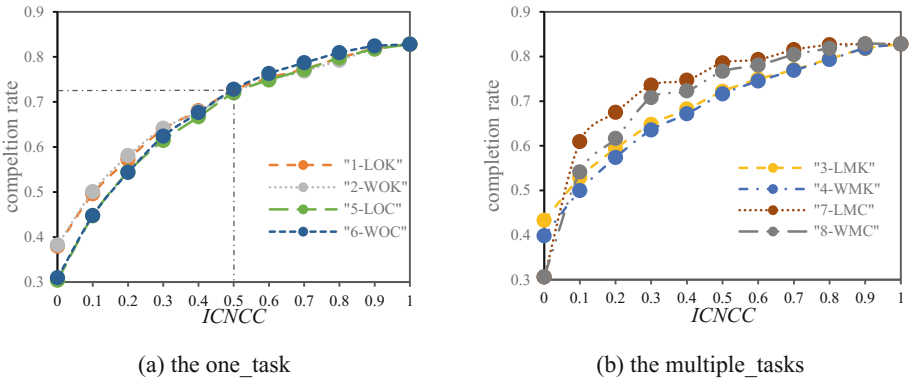 0.9
0.8
0.7
0.6
0.5
0.4
0.3
compeltion rate
0 0.1 0.2 0.3 0.4 0.5 0.6 0.7 0.8 0.9 1
ICNCC
"1-LOK"
"2-WOK"
"5-LOC"
"6-WOC"
(a) the one_task
0.9
0.8
0.7
0.6
0.5
0.4
0.3
completion rate
0 0.1 0.2 0.3 0.4 0.5 0.6 0.7 0.8 0.9 1
ICNCC
"3-LMK"
"4-WMK"
"7-LMC"
"8-WMC"
(b) the multiple_tasks